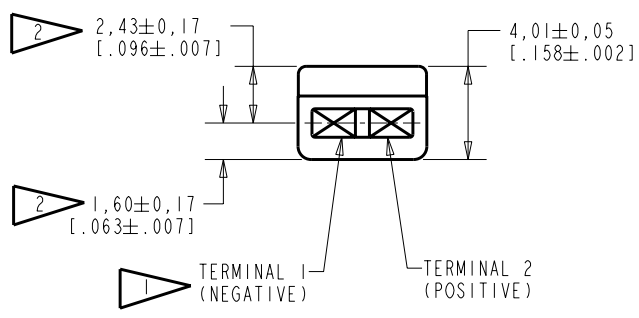 2 2,43±0,17
[.096±.007]
4,01±0,05
[.158±.002]
2 1,60±0,17
[.063±.007]
1 TERMINAL 1
(NEGATIVE)
TERMINAL 2
(POSITIVE)